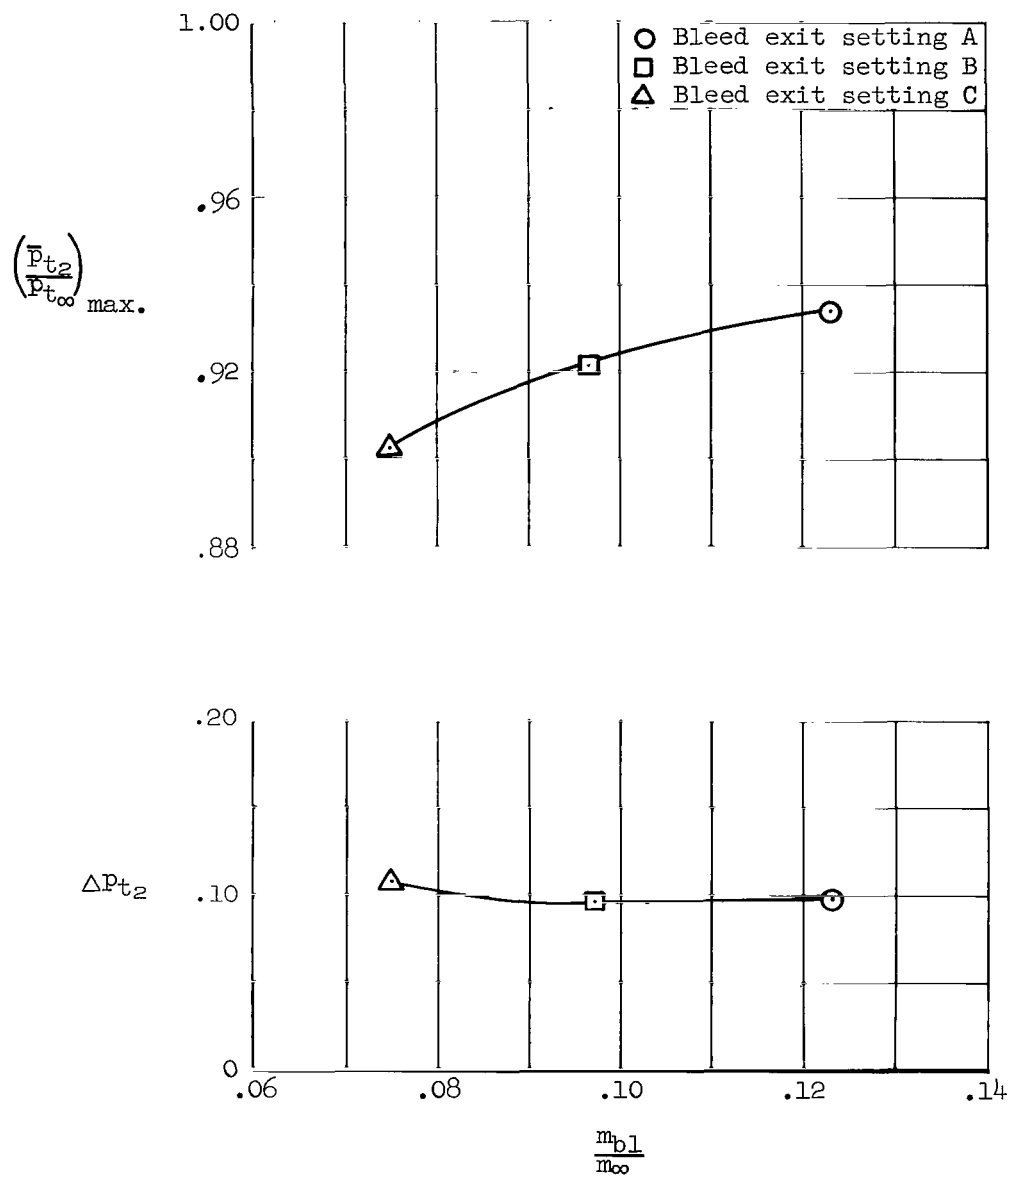 1.00
Bleed exit setting A
Bleed exit setting B
Bleed exit setting C
.96
(p̄t2/pt∞)max.
.92
.88
.20
Δpt2
.10
0
.06 .08 .10 .12 .14
mbl/m∞